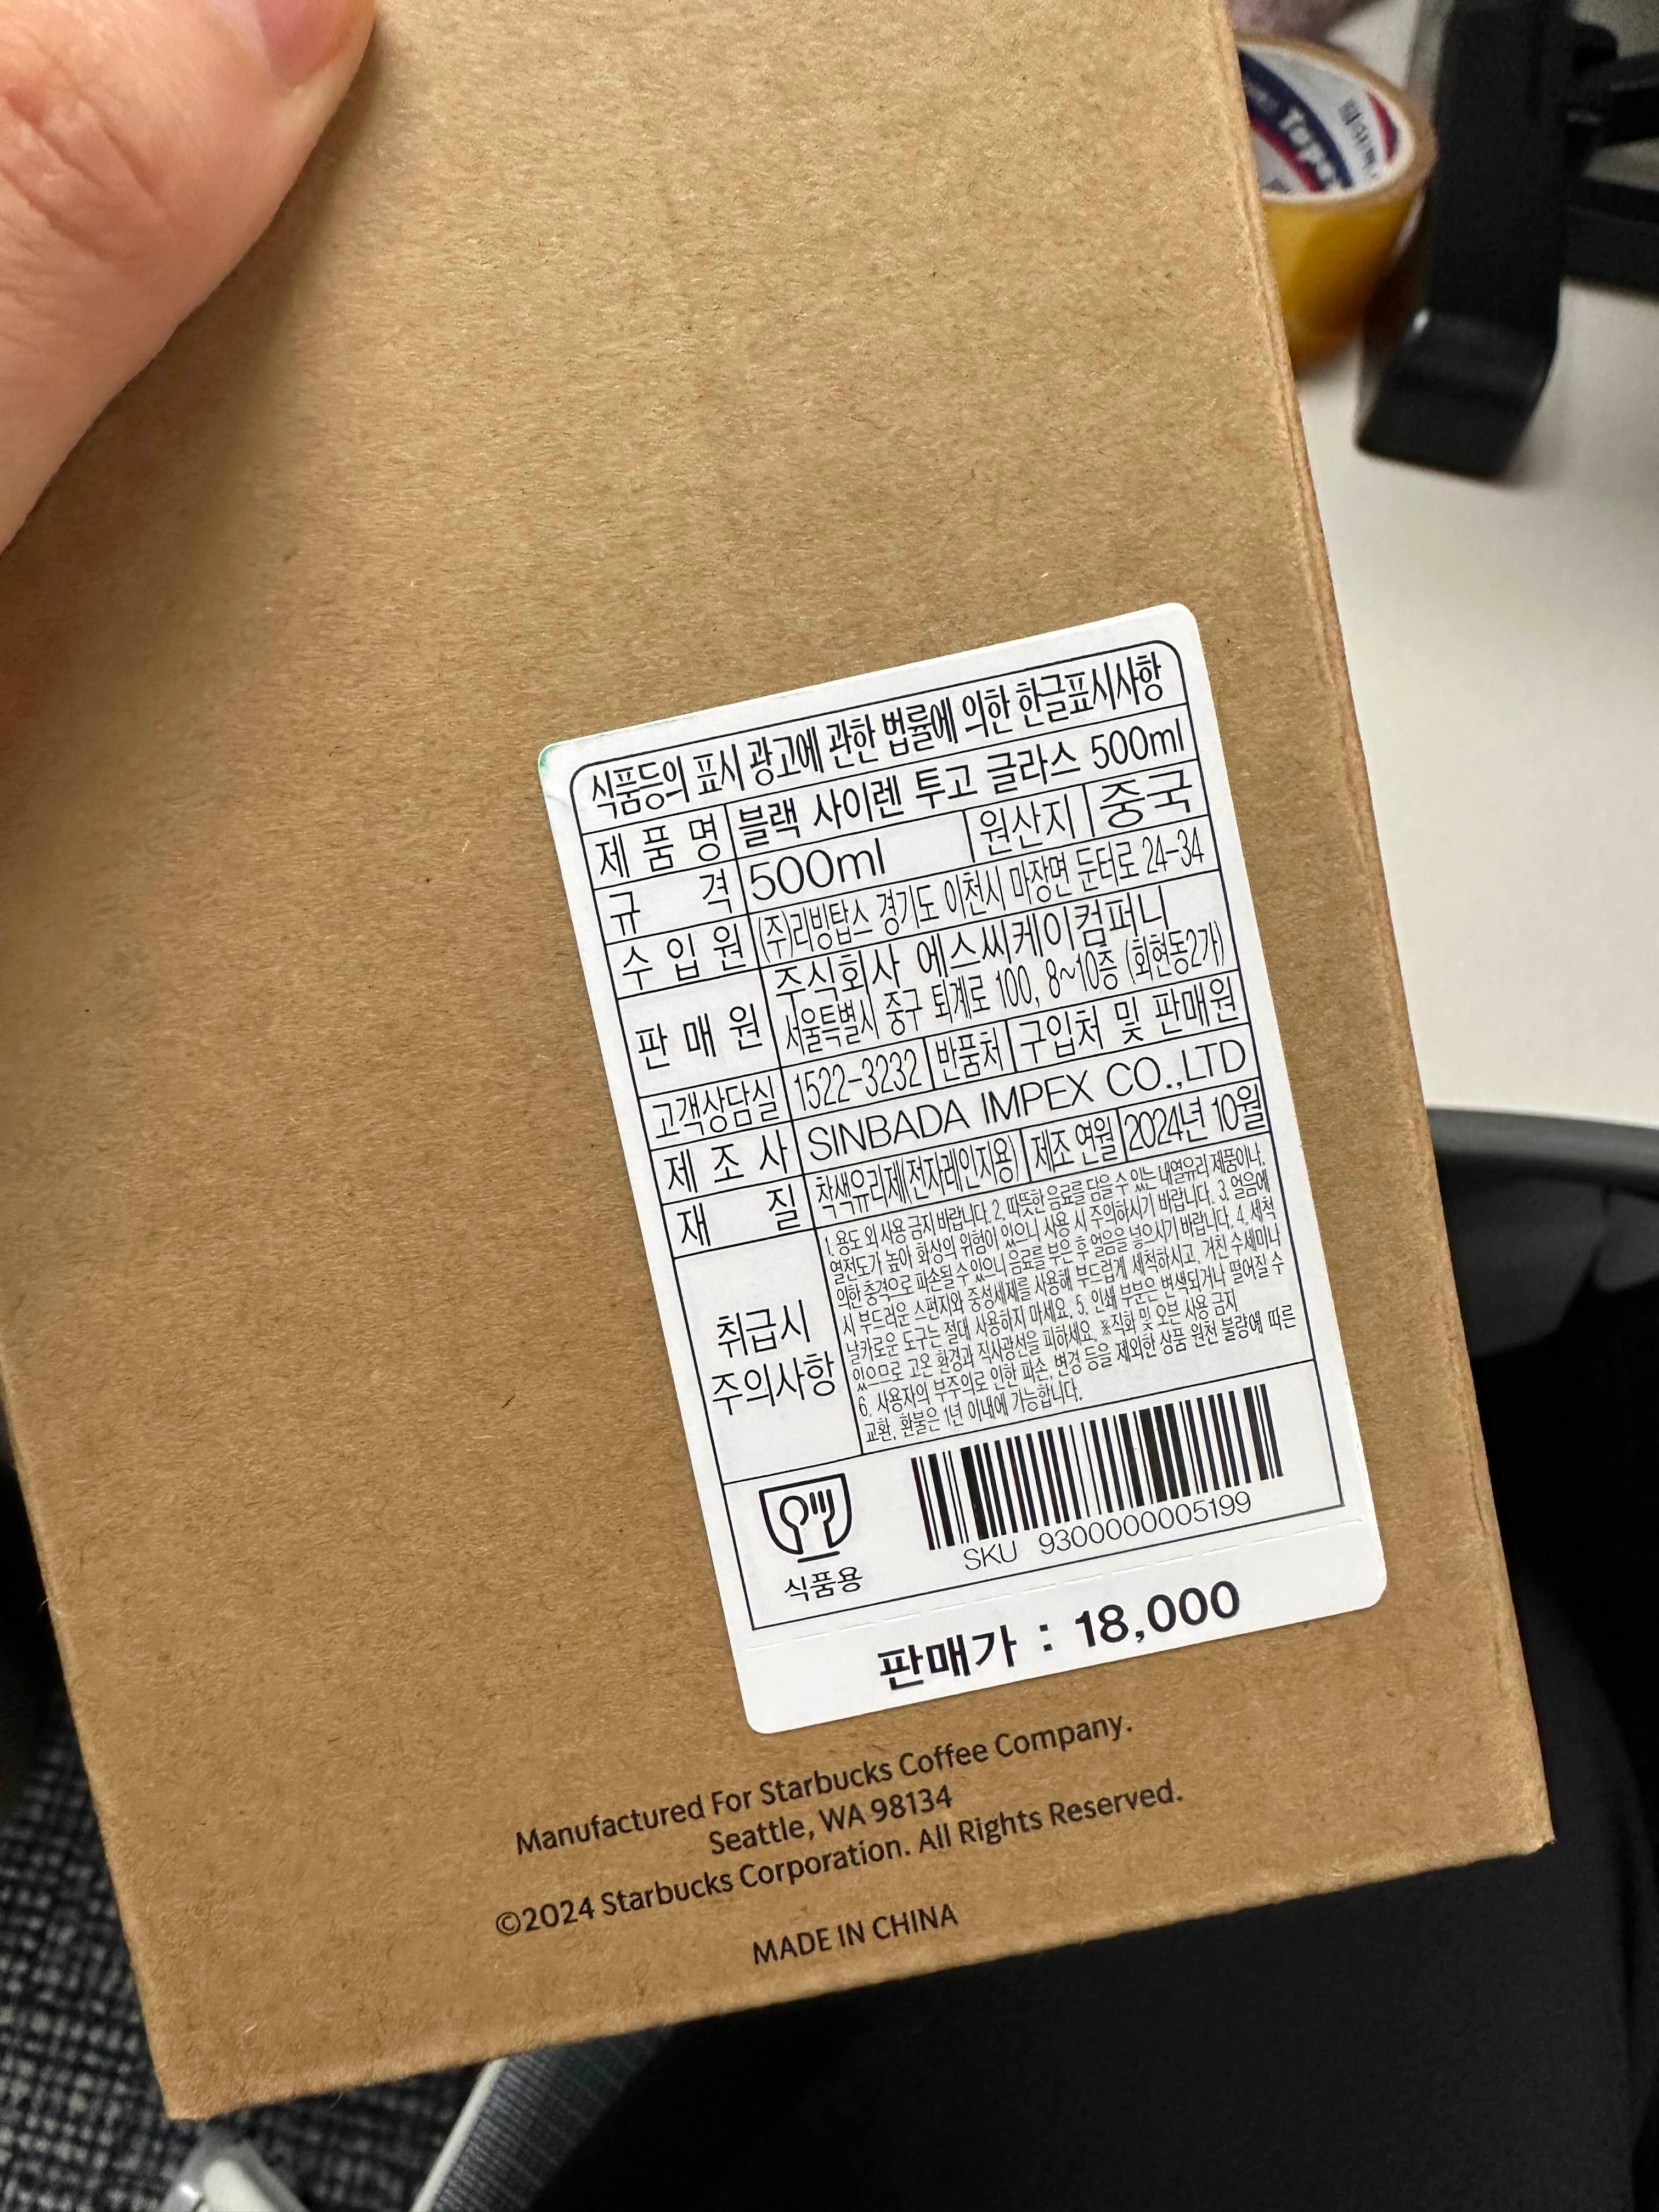 Tape
식품등의 표시 광고에 관한 법률에 의한 한글표시사항
제품명 블랙 사이렌 투고 글라스 500ml
규격 500ml 원산지 중국
수입원 (주)리빙탑스 경기도 이천시 마장면 둔터로 24-34
판매원 주식회사 에스씨케이컴퍼니
서울특별시 중구 퇴계로 100, 8~10층 (회현동2가)
고객상담실 1522-3232 반품처 구입처 및 판매원
제조사 SINBADA IMPEX CO.,LTD
재질 착색유리제(전자레인지용) 제조연월 2024년 10월
취급시
주의사항
1. 용도 외 사용 금지 바랍니다. 2. 따뜻한 음료를 담을 수 있는 내열유리 제품이나,
열전도가 높아 화상의 위험이 있으니 사용 시 주의하시기 바랍니다. 3. 얼음에
의한 충격으로 파손될 수 있으니 음료를 부은 후 얼음을 넣으시기 바랍니다. 4. 세척
시 부드러운 스펀지와 중성세제를 사용해 부드럽게 세척하시고, 거친 수세미나
날카로운 도구는 절대 사용하지 마세요. 5. 인쇄 부분은 변색되거나 떨어질 수
있으므로 고온 환경과 직사광선을 피하세요. ※직화 및 오븐 사용 금지
6. 사용자의 부주의로 인한 파손, 변경 등을 제외한 상품 원천 불량에 따른
교환, 환불은 1년 이내에 가능합니다.
식품용
SKU 9300000005199
판매가 : 18,000
Manufactured For Starbucks Coffee Company.
Seattle, WA 98134
©2024 Starbucks Corporation. All Rights Reserved.
MADE IN CHINA